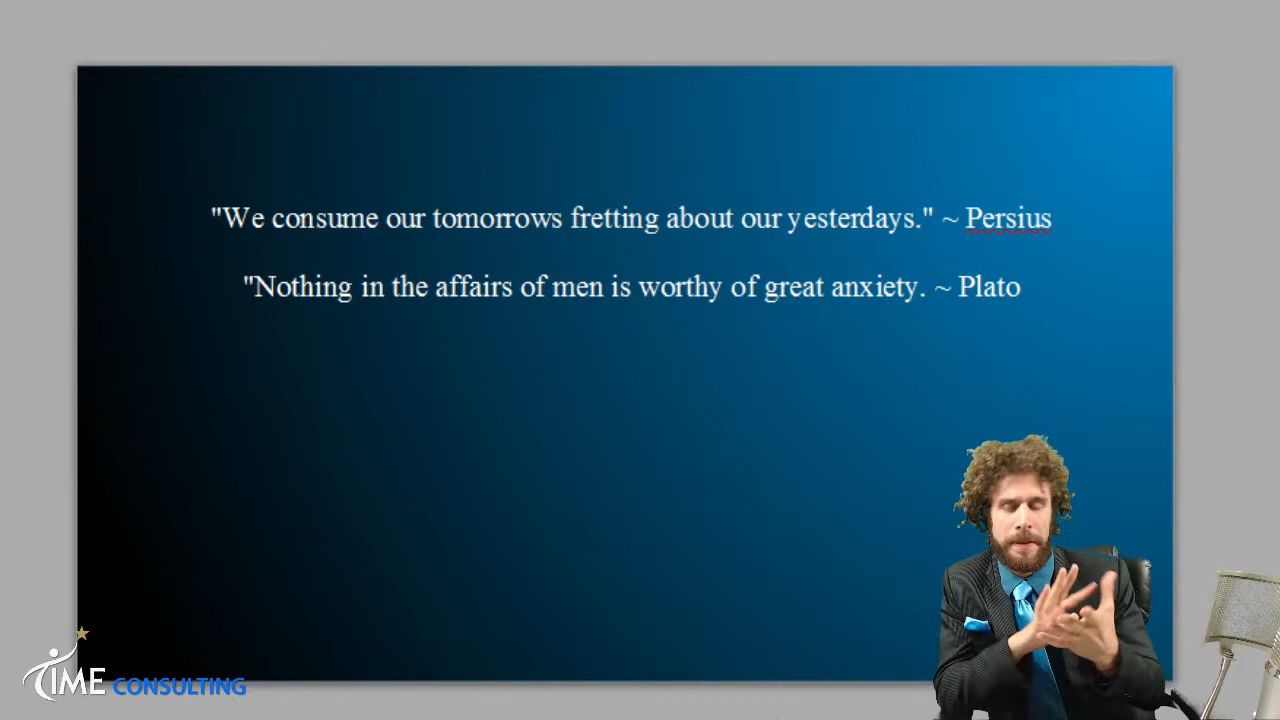 "We consume our tomorrows fretting about our yesterdays." ~ Persius
"Nothing in the affairs of men is worthy of great anxiety. ~ Plato
TIME CONSULTING